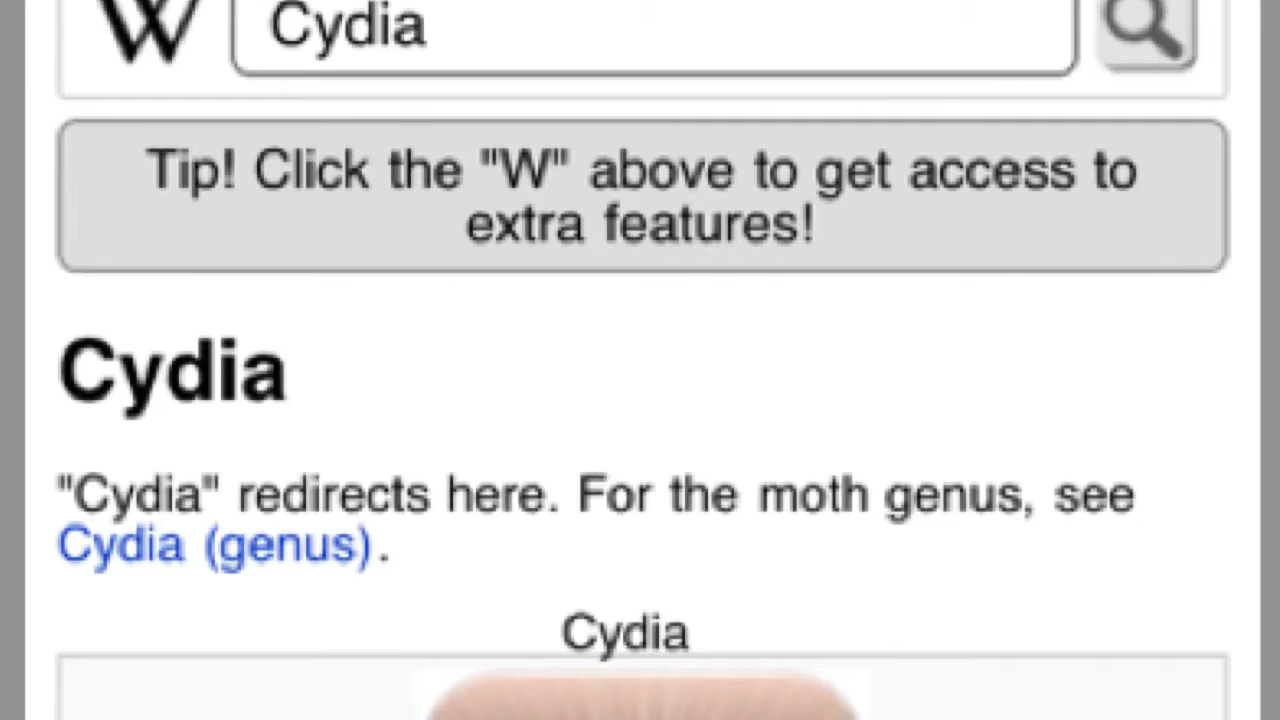 W Cydia
Tip! Click the "W" above to get access to
extra features!
Cydia
"Cydia" redirects here. For the moth genus, see
Cydia (genus).
Cydia